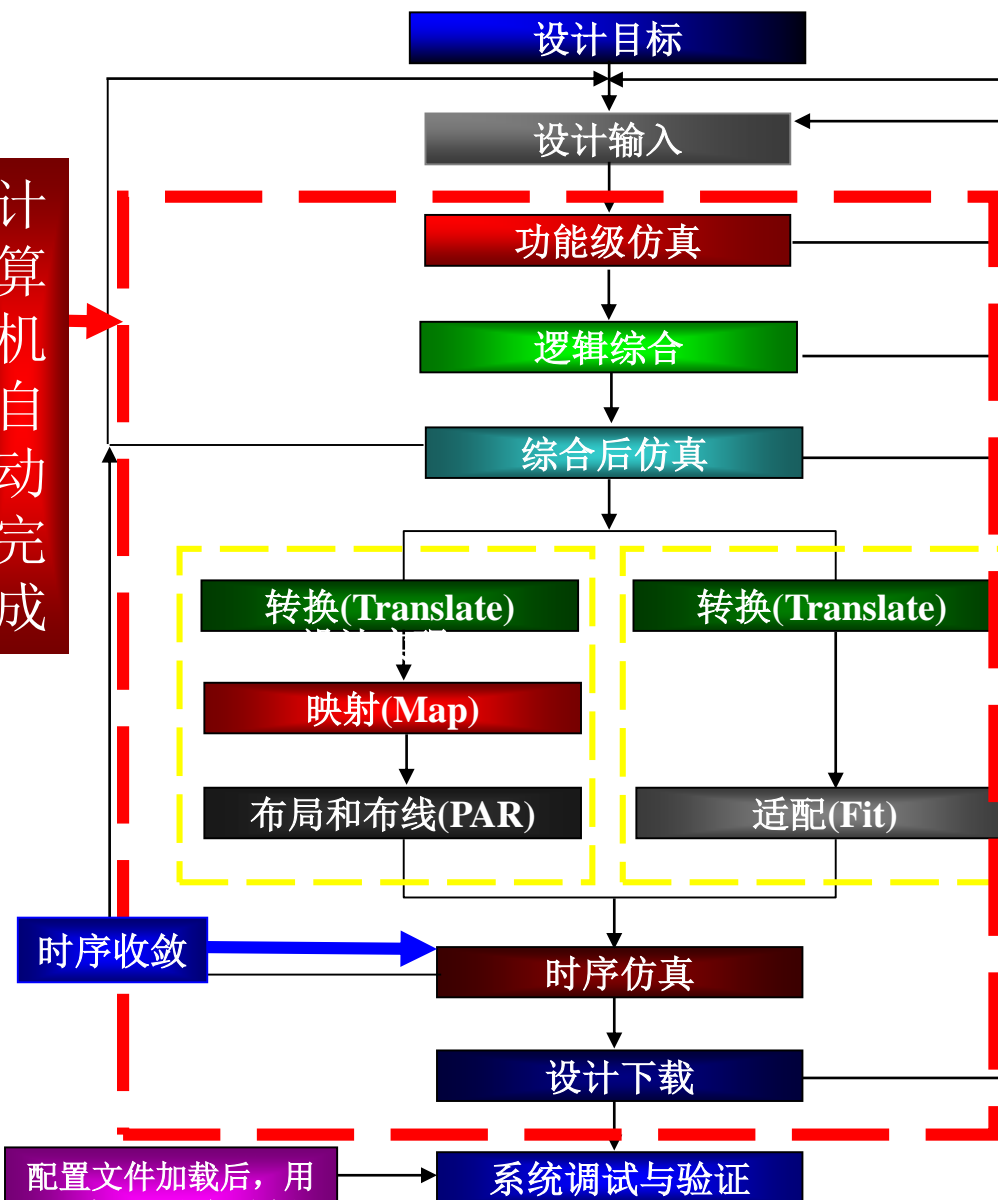 设计目标
设计输入
计算机自动完成
功能级仿真
逻辑综合
综合后仿真
转换(Translate)
转换(Translate)
映射(Map)
布局和布线(PAR)
适配(Fit)
时序收敛
时序仿真
设计下载
配置文件加载后，用
系统调试与验证